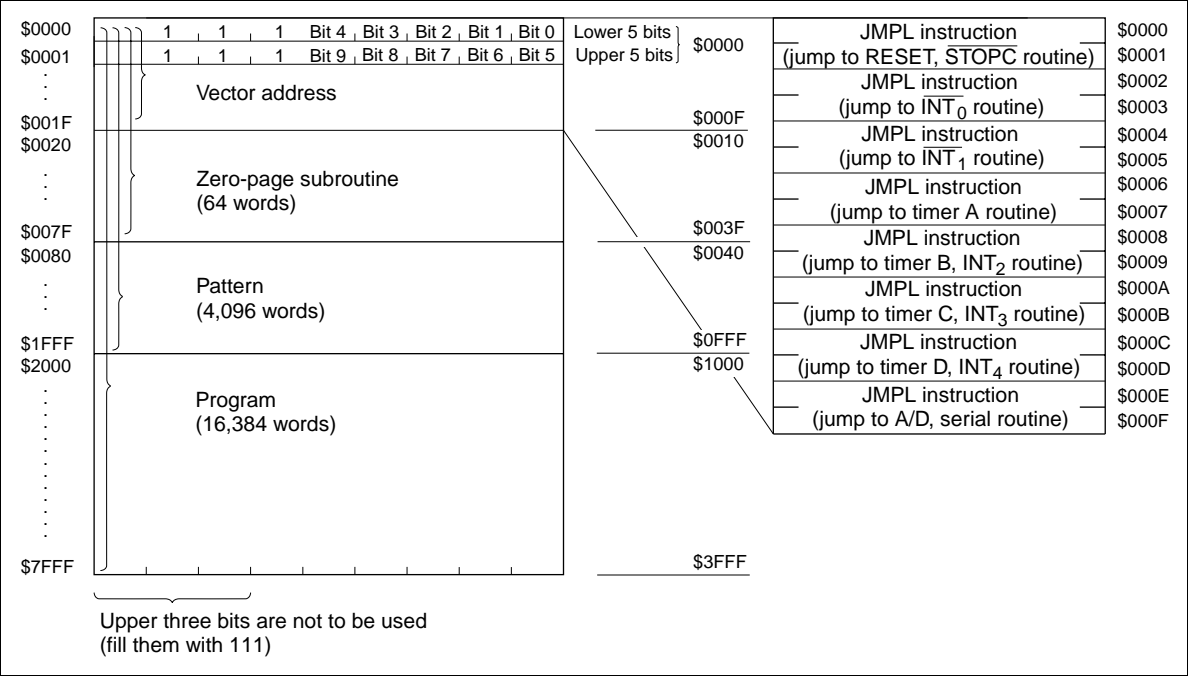 $0000
1 1 1 Bit 4 Bit 3 Bit 2 Bit 1 Bit 0
Lower 5 bits
$0001
1 1 1 Bit 9 Bit 8 Bit 7 Bit 6 Bit 5
Upper 5 bits
$0000
Vector address
$001F
$000F
$0020
$0010
Zero-page subroutine
(64 words)
$007F
$003F
$0080
$0040
Pattern
(4,096 words)
$1FFF
$0FFF
$2000
$1000
Program
(16,384 words)
$7FFF
$3FFF
Upper three bits are not to be used
(fill them with 111)
JMPL instruction
$0000
(jump to RESET, STOPC routine)
$0001
JMPL instruction
$0002
(jump to INT0 routine)
$0003
JMPL instruction
$0004
(jump to INT1 routine)
$0005
JMPL instruction
$0006
(jump to timer A routine)
$0007
JMPL instruction
$0008
(jump to timer B, INT2 routine)
$0009
JMPL instruction
$000A
(jump to timer C, INT3 routine)
$000B
JMPL instruction
$000C
(jump to timer D, INT4 routine)
$000D
JMPL instruction
$000E
(jump to A/D, serial routine)
$000F